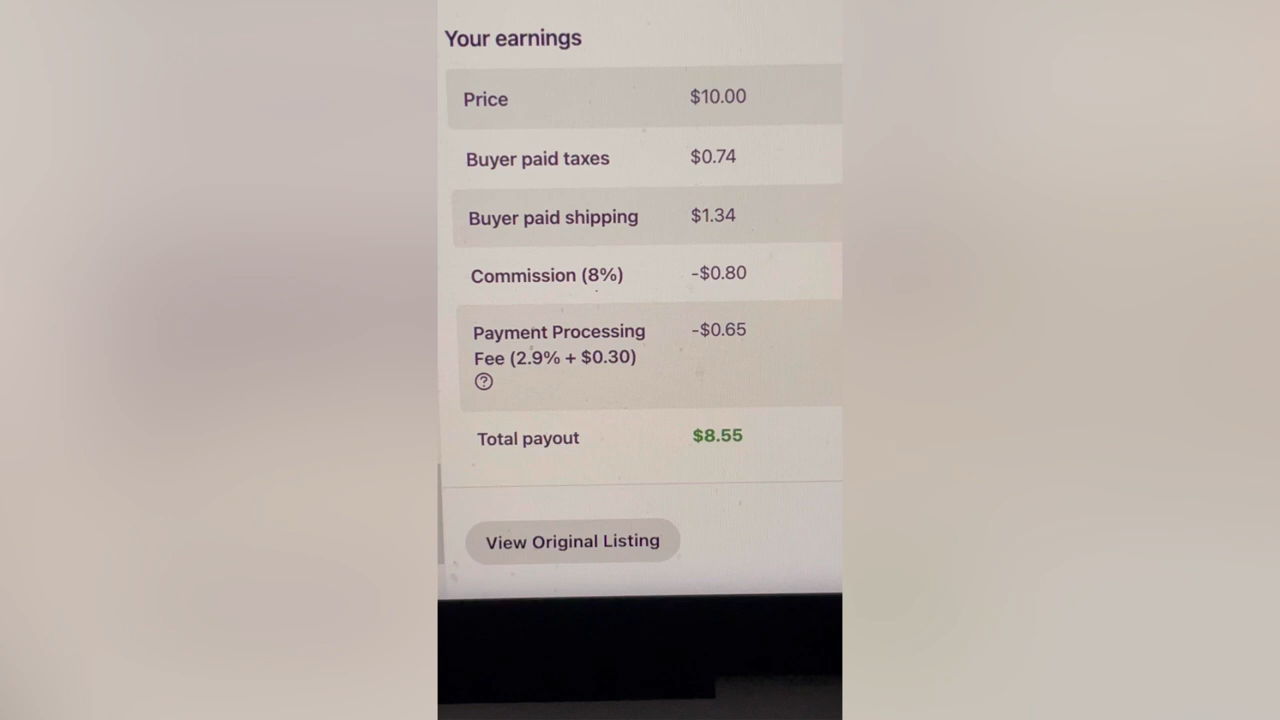 Your earnings
Price $10.00
Buyer paid taxes $0.74
Buyer paid shipping $1.34
Commission (8%) -$0.80
Payment Processing -$0.65
Fee (2.9% + $0.30)
?
Total payout $8.55
View Original Listing